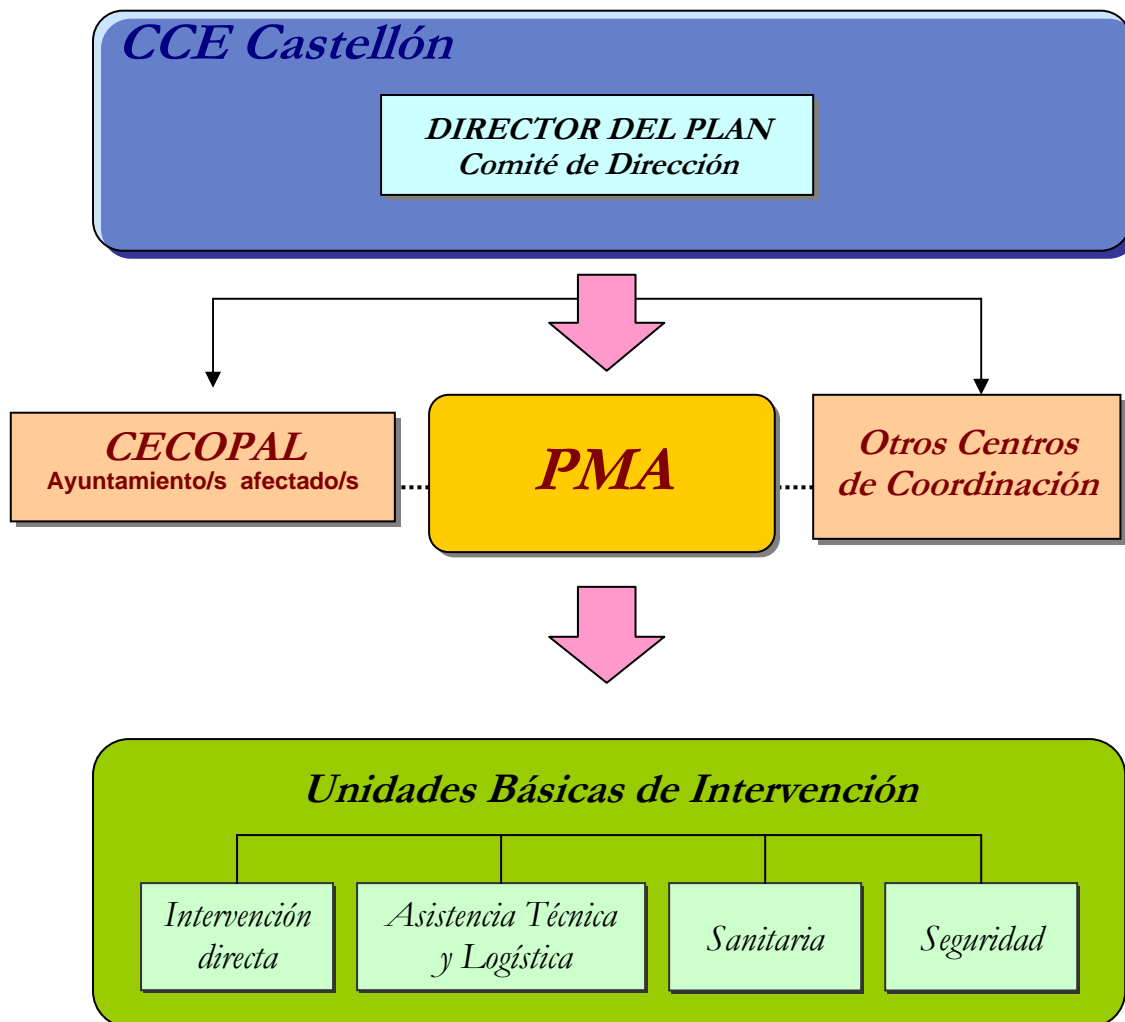 CCE Castellón
DIRECTOR DEL PLAN
Comité de Dirección
CECOPAL
Ayuntamiento/s afectado/s
PMA
Otros Centros
de Coordinación
Unidades Básicas de Intervención
Intervención
directa
Asistencia Técnica
y Logística
Sanitaria
Seguridad